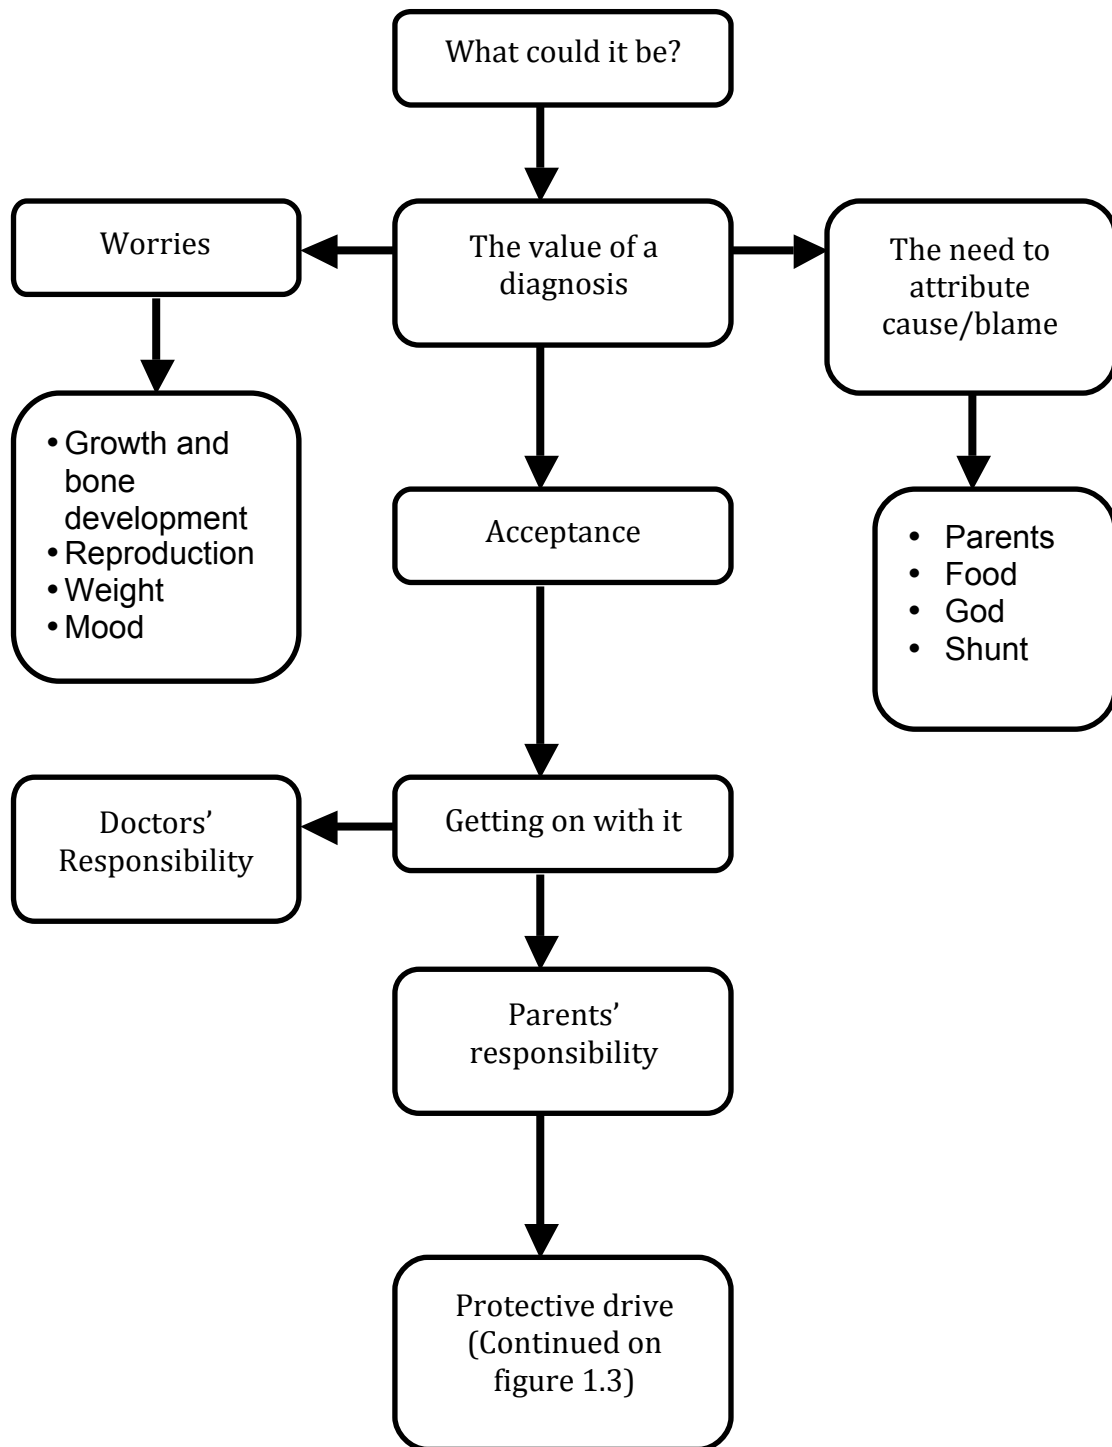 What could it be?
Worries
The value of a
diagnosis
The need to
attribute
cause/blame
• Growth and
bone
development
• Reproduction
• Weight
• Mood
Acceptance
• Parents
• Food
• God
• Shunt
Doctors’
Responsibility
Getting on with it
Parents’
responsibility
Protective drive
(Continued on
figure 1.3)